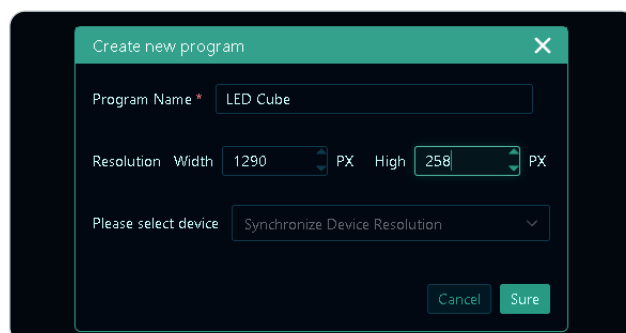 Create new program
Program Name * LED Cube
Resolution Width 1290 PX High 258 PX
Please select device Synchronize Device Resolution
Cancel Sure